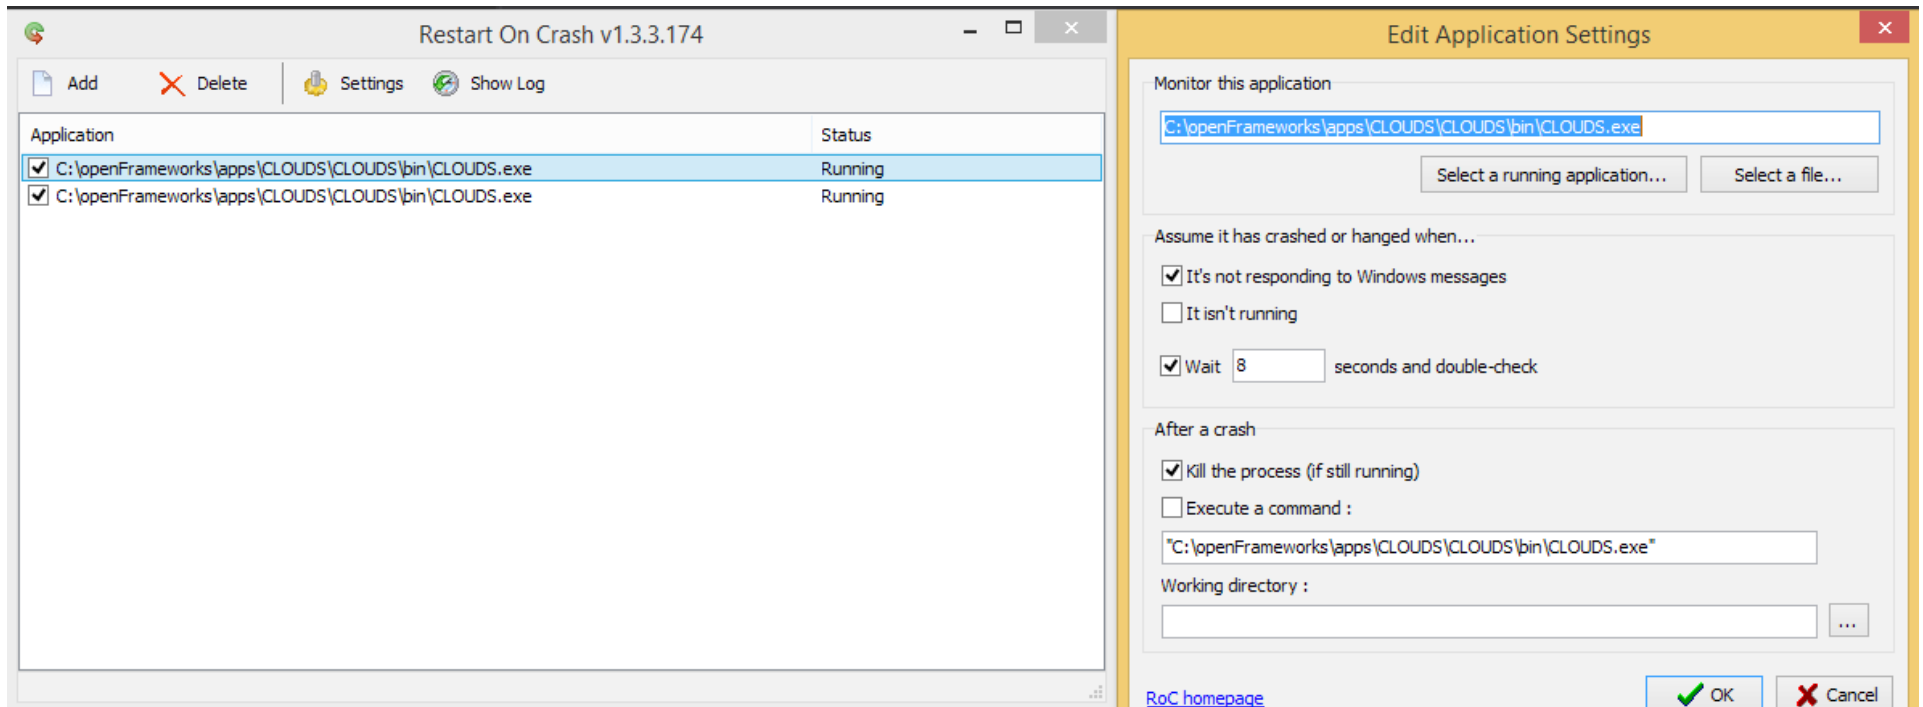 Restart On Crash v1.3.3.174
Add Delete Settings Show Log
Application Status
C:\openFrameworks\apps\CLOUDS\CLOUDS\bin\CLOUDS.exe Running
C:\openFrameworks\apps\CLOUDS\CLOUDS\bin\CLOUDS.exe Running
Edit Application Settings
Monitor this application
C:\openFrameworks\apps\CLOUDS\CLOUDS\bin\CLOUDS.exe
Select a running application... Select a file...
Assume it has crashed or hanged when...
It's not responding to Windows messages
It isn't running
Wait 8 seconds and double-check
After a crash
Kill the process (if still running)
Execute a command :
"C:\openFrameworks\apps\CLOUDS\CLOUDS\bin\CLOUDS.exe"
Working directory :
...
RoC homepage OK Cancel